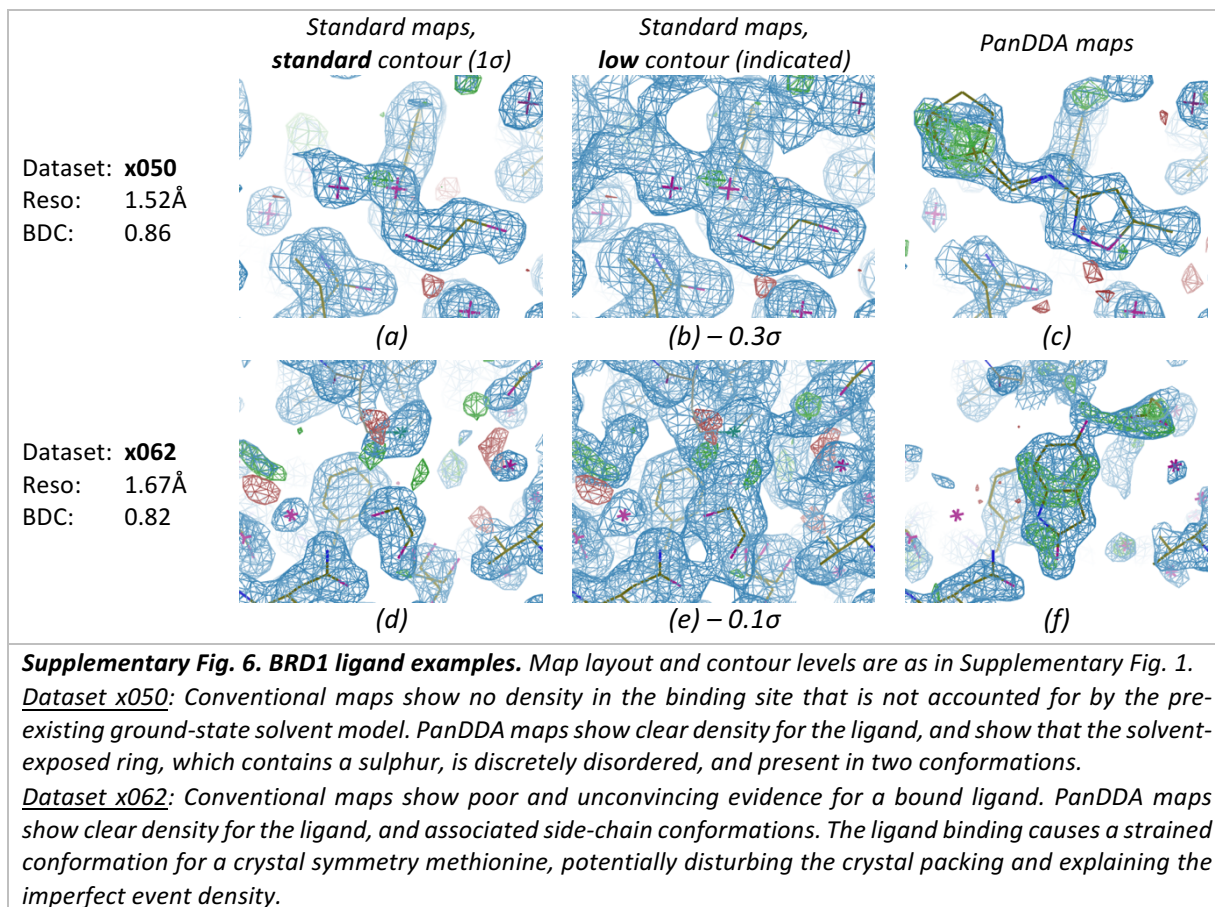 Standard maps,
standard contour (1σ)
Standard maps,
low contour (indicated)
PanDDA maps
Dataset: x050
Reso: 1.52Å
BDC: 0.86
(a)
(b) – 0.3σ
(c)
Dataset: x062
Reso: 1.67Å
BDC: 0.82
(d)
(e) – 0.1σ
(f)
Supplementary Fig. 6. BRD1 ligand examples. Map layout and contour levels are as in Supplementary Fig. 1.
Dataset x050: Conventional maps show no density in the binding site that is not accounted for by the pre-
existing ground-state solvent model. PanDDA maps show clear density for the ligand, and show that the solvent-
exposed ring, which contains a sulphur, is discretely disordered, and present in two conformations.
Dataset x062: Conventional maps show poor and unconvincing evidence for a bound ligand. PanDDA maps
show clear density for the ligand, and associated side-chain conformations. The ligand binding causes a strained
conformation for a crystal symmetry methionine, potentially disturbing the crystal packing and explaining the
imperfect event density.